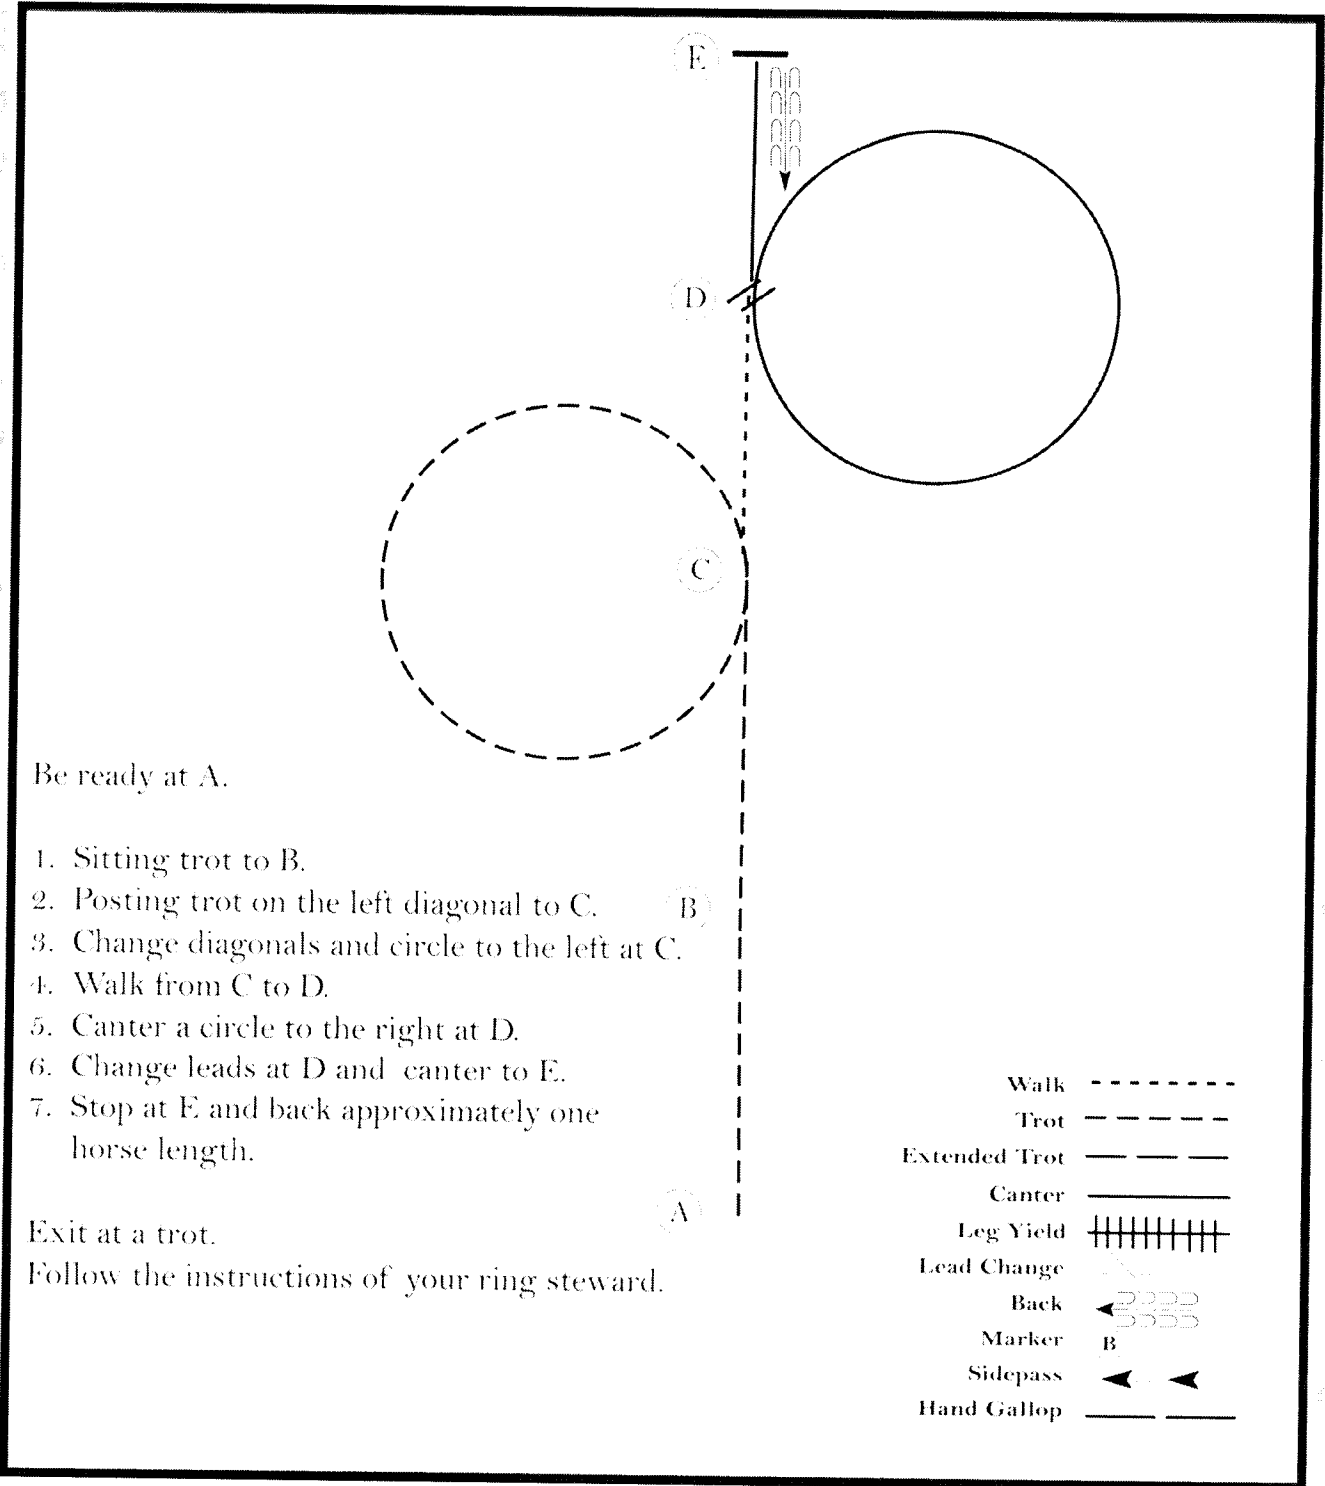 E
D
C
Be ready at A.
1. Sitting trot to B.
2. Posting trot on the left diagonal to C.
B
3. Change diagonals and circle to the left at C.
4. Walk from C to D.
5. Canter a circle to the right at D.
6. Change leads at D and canter to E.
7. Stop at E and back approximately one
horse length.
A
Exit at a trot.
Follow the instructions of your ring steward.
Walk
Trot
Extended Trot
Canter
Leg Yield
Lead Change
Back
Marker B
Sidepass
Hand Gallop